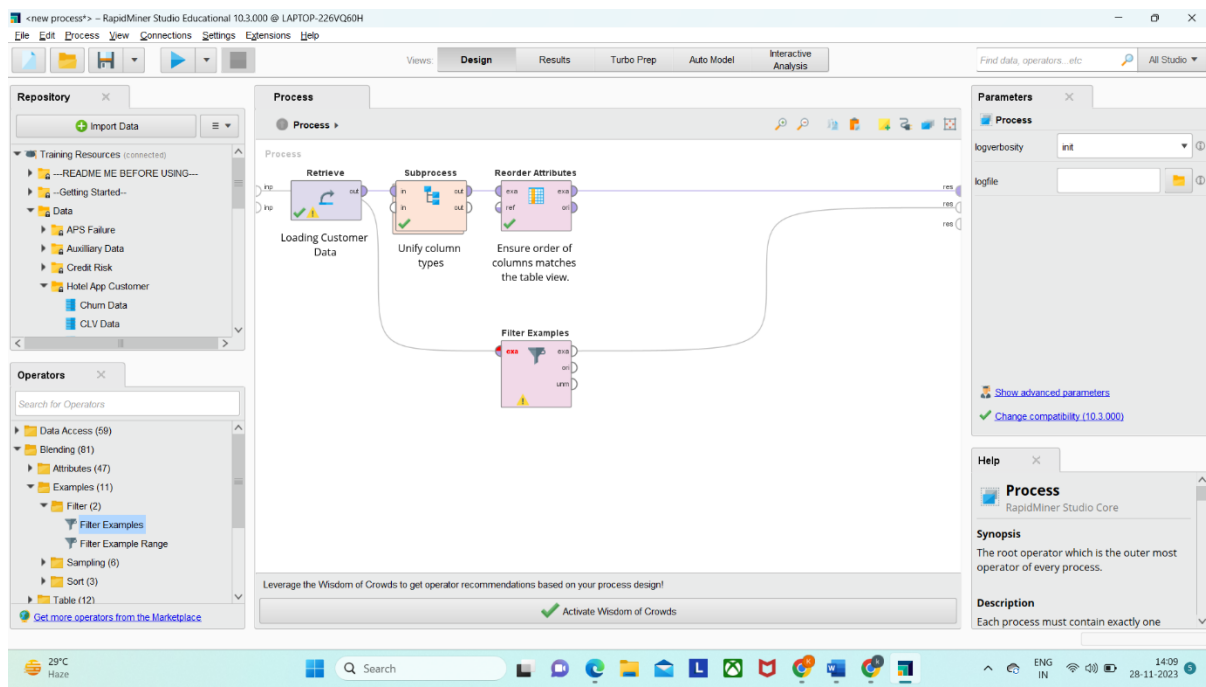 <new process*> – RapidMiner Studio Educational 10.3.000 @ LAPTOP-226VQ60H
File Edit Process View Connections Settings Extensions Help
Views: Design Results Turbo Prep Auto Model Interactive Analysis
Find data, operators...etc All Studio
Repository
Import Data
Training Resources (connected)
---README ME BEFORE USING---
--Getting Started--
Data
APS Failure
Auxilliary Data
Credit Risk
Hotel App Customer
Churn Data
CLV Data
Operators
Search for Operators
Data Access (59)
Blending (81)
Attributes (47)
Examples (11)
Filter (2)
Filter Examples
Filter Example Range
Sampling (6)
Sort (3)
Table (12)
Get more operators from the Marketplace
Process
Process
Process
inp
inp
Retrieve
out
Loading Customer
Data
Subprocess
in out
in out
Unify column
types
Reorder Attributes
exa exa
ref ori
Ensure order of
columns matches
the table view.
Filter Examples
exa exa
ori
unm
res
res
res
Leverage the Wisdom of Crowds to get operator recommendations based on your process design!
Activate Wisdom of Crowds
Parameters
Process
logverbosity init
logfile
Show advanced parameters
Change compatibility (10.3.000)
Help
Process
RapidMiner Studio Core
Synopsis
The root operator which is the outer most
operator of every process.
Description
Each process must contain exactly one
29°C
Haze
Search
ENG
IN
14:09
28-11-2023
5